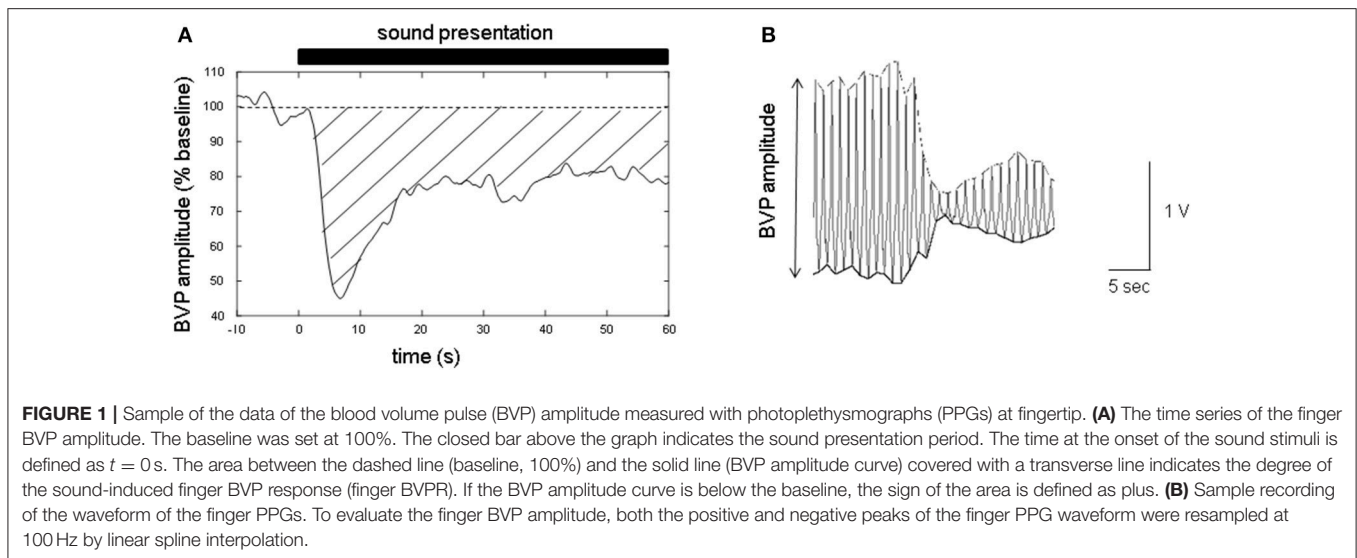 A
sound presentation
B
110
100
90
80
70
60
50
40
BVP amplitude (% baseline)
-10 0 10 20 30 40 50 60
time (s)
BVP amplitude
1 V
5 sec
FIGURE 1 | Sample of the data of the blood volume pulse (BVP) amplitude measured with photoplethysmographs (PPGs) at fingertip. (A) The time series of the finger
BVP amplitude. The baseline was set at 100%. The closed bar above the graph indicates the sound presentation period. The time at the onset of the sound stimuli is
defined as t = 0 s. The area between the dashed line (baseline, 100%) and the solid line (BVP amplitude curve) covered with a transverse line indicates the degree of
the sound-induced finger BVP response (finger BVPR). If the BVP amplitude curve is below the baseline, the sign of the area is defined as plus. (B) Sample recording
of the waveform of the finger PPGs. To evaluate the finger BVP amplitude, both the positive and negative peaks of the finger PPG waveform were resampled at
100 Hz by linear spline interpolation.